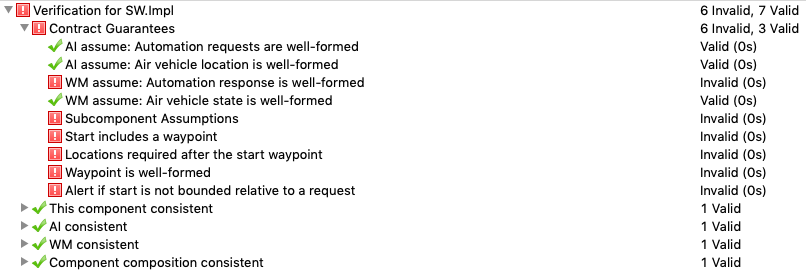 Verification for SW.Impl 6 Invalid, 7 Valid
Contract Guarantees 6 Invalid, 3 Valid
AI assume: Automation requests are well-formed Valid (0s)
AI assume: Air vehicle location is well-formed Valid (0s)
WM assume: Automation response is well-formed Invalid (0s)
WM assume: Air vehicle state is well-formed Valid (0s)
Subcomponent Assumptions Invalid (0s)
Start includes a waypoint Invalid (0s)
Locations required after the start waypoint Invalid (0s)
Waypoint is well-formed Invalid (0s)
Alert if start is not bounded relative to a request Invalid (0s)
This component consistent 1 Valid
AI consistent 1 Valid
WM consistent 1 Valid
Component composition consistent 1 Valid